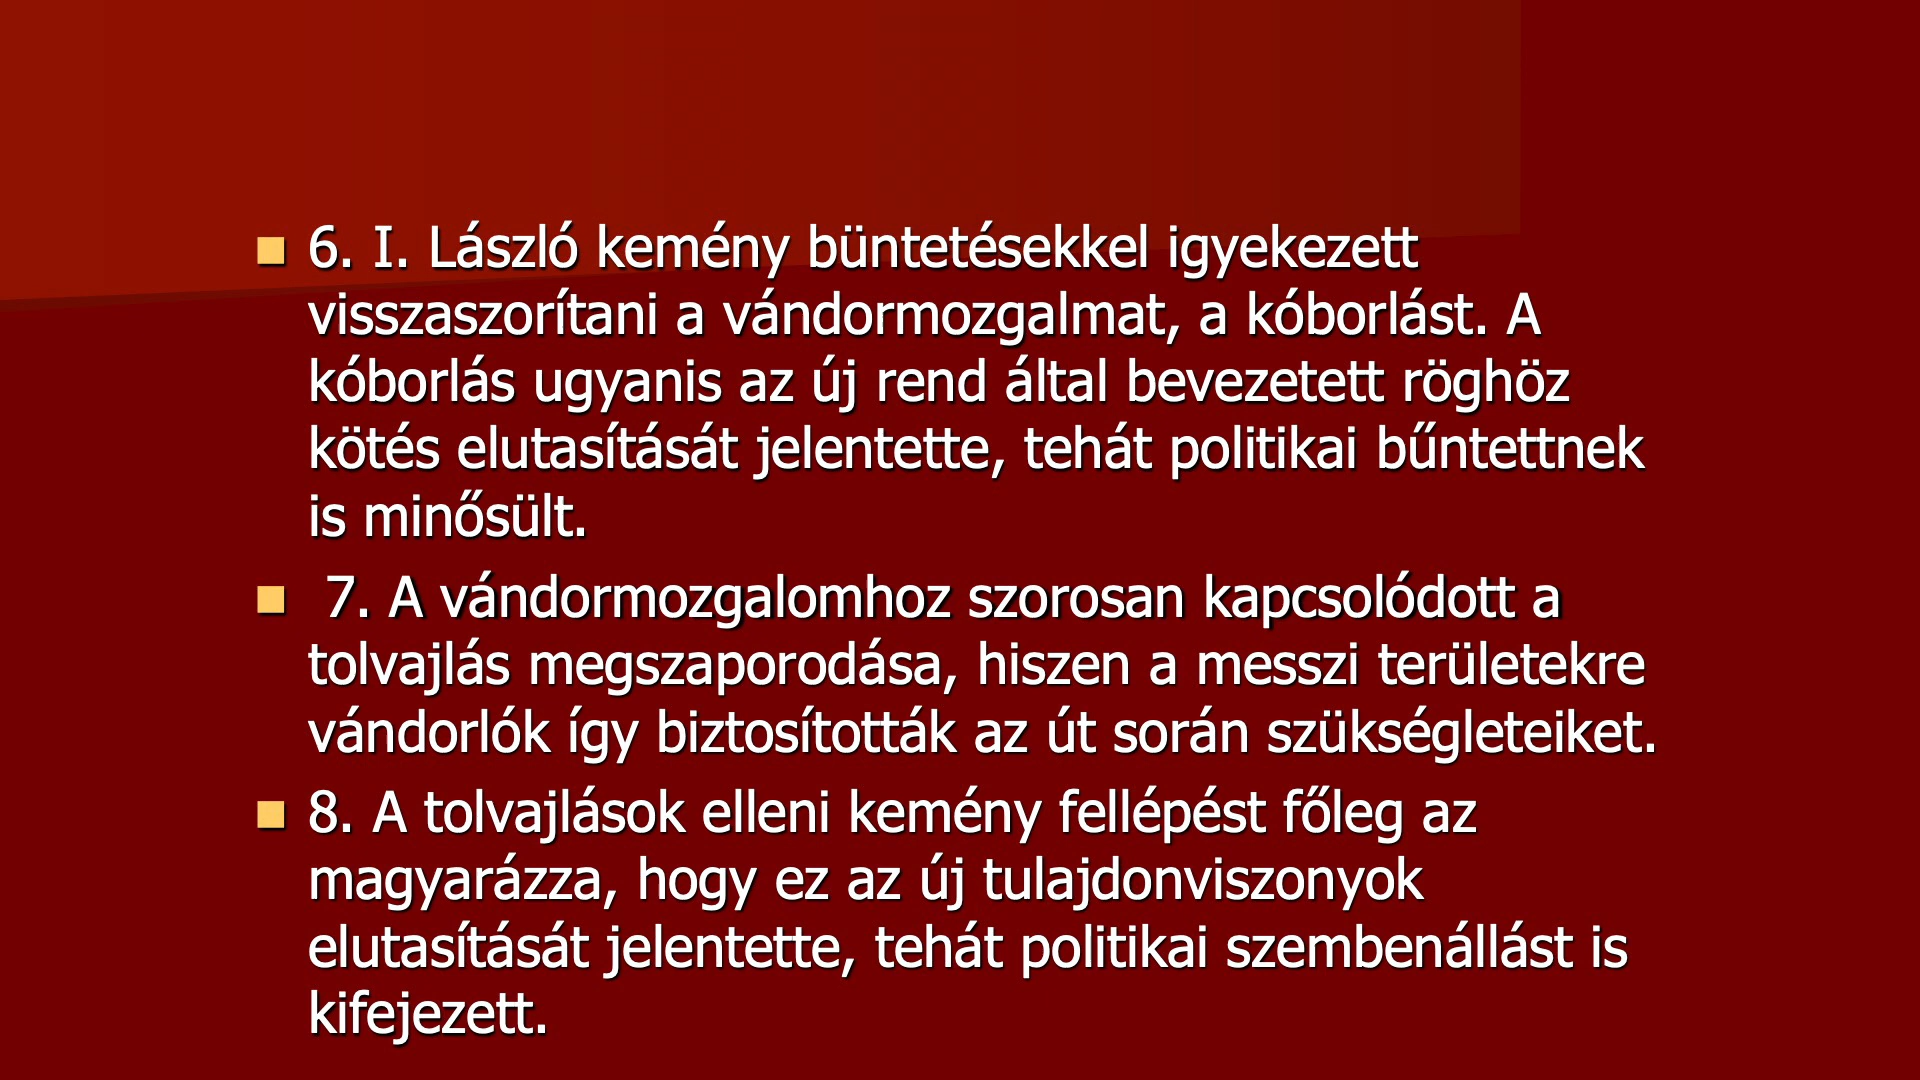 6. I. László kemény büntetésekkel igyekezett
visszaszorítani a vándormozgalmat, a kóborlást. A
kóborlás ugyanis az új rend által bevezetett röghöz
kötés elutasítását jelentette, tehát politikai bűntettnek
is minősült.
7. A vándormozgalomhoz szorosan kapcsolódott a
tolvajlás megszaporodása, hiszen a messzi területekre
vándorlók így biztosították az út során szükségleteiket.
8. A tolvajlások elleni kemény fellépést főleg az
magyarázza, hogy ez az új tulajdonviszonyok
elutasítását jelentette, tehát politikai szembenállást is
kifejezett.